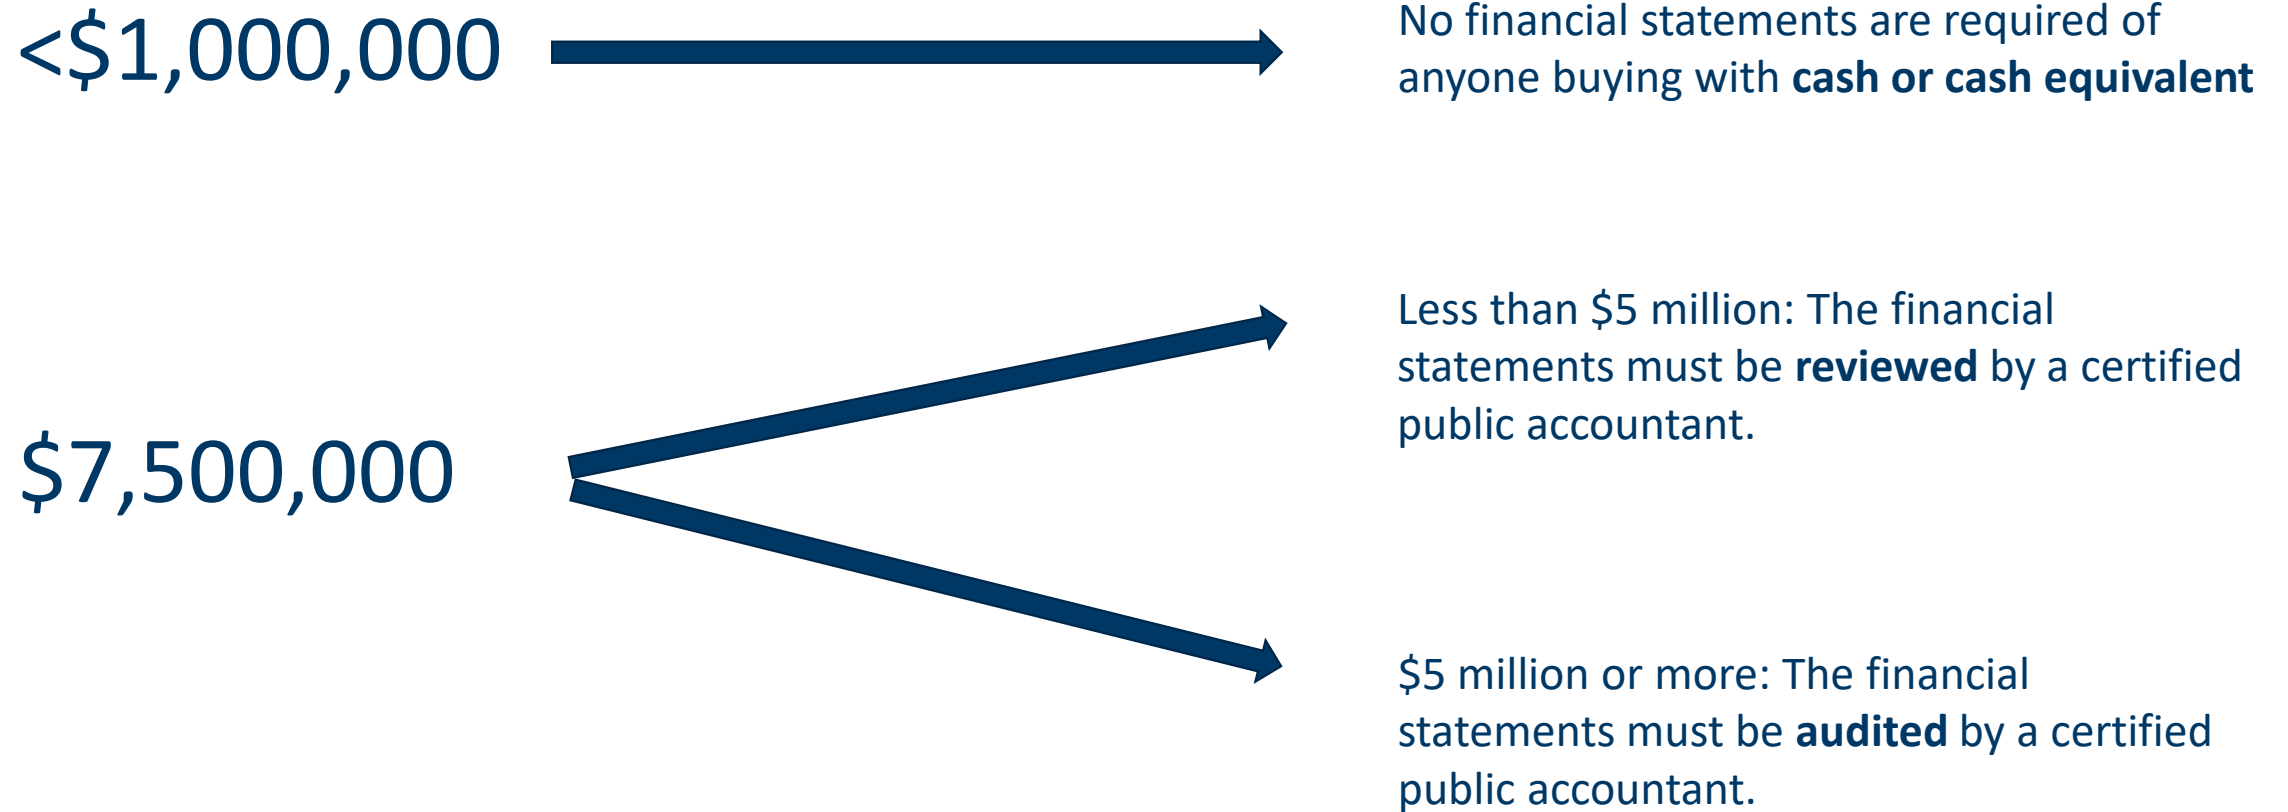 <$1,000,000
No financial statements are required of
anyone buying with cash or cash equivalent
$7,500,000
Less than $5 million: The financial
statements must be reviewed by a certified
public accountant.
$5 million or more: The financial
statements must be audited by a certified
public accountant.